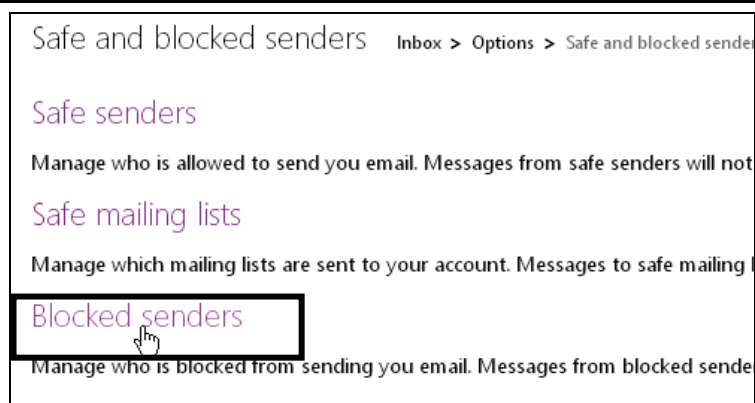 Safe and blocked senders Inbox > Options > Safe and blocked sender
Safe senders
Manage who is allowed to send you email. Messages from safe senders will not
Safe mailing lists
Manage which mailing lists are sent to your account. Messages to safe mailing
Blocked senders
Manage who is blocked from sending you email. Messages from blocked sende